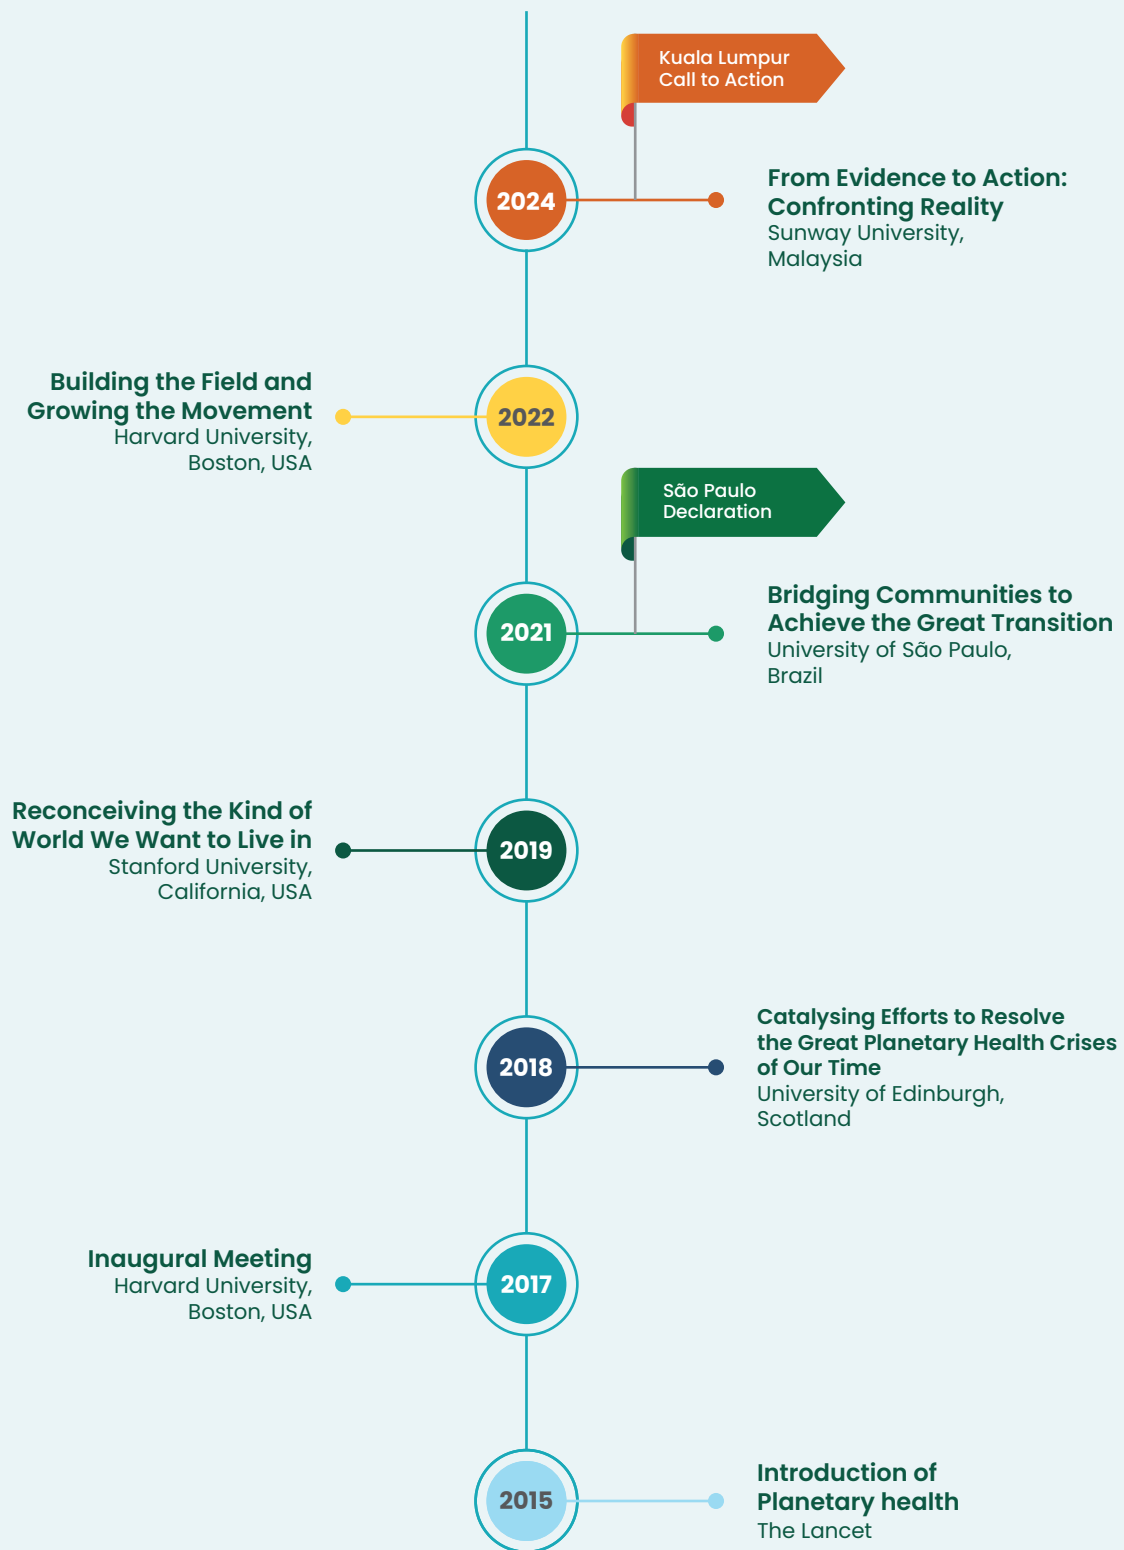 Kuala Lumpur
Call to Action
2024
From Evidence to Action:
Confronting Reality
Sunway University,
Malaysia
Building the Field and
Growing the Movement
Harvard University,
Boston, USA
2022
São Paulo
Declaration
2021
Bridging Communities to
Achieve the Great Transition
University of São Paulo,
Brazil
Reconceiving the Kind of
World We Want to Live in
Stanford University,
California, USA
2019
2018
Catalysing Efforts to Resolve
the Great Planetary Health Crises
of Our Time
University of Edinburgh,
Scotland
Inaugural Meeting
Harvard University,
Boston, USA
2017
2015
Introduction of
Planetary health
The Lancet